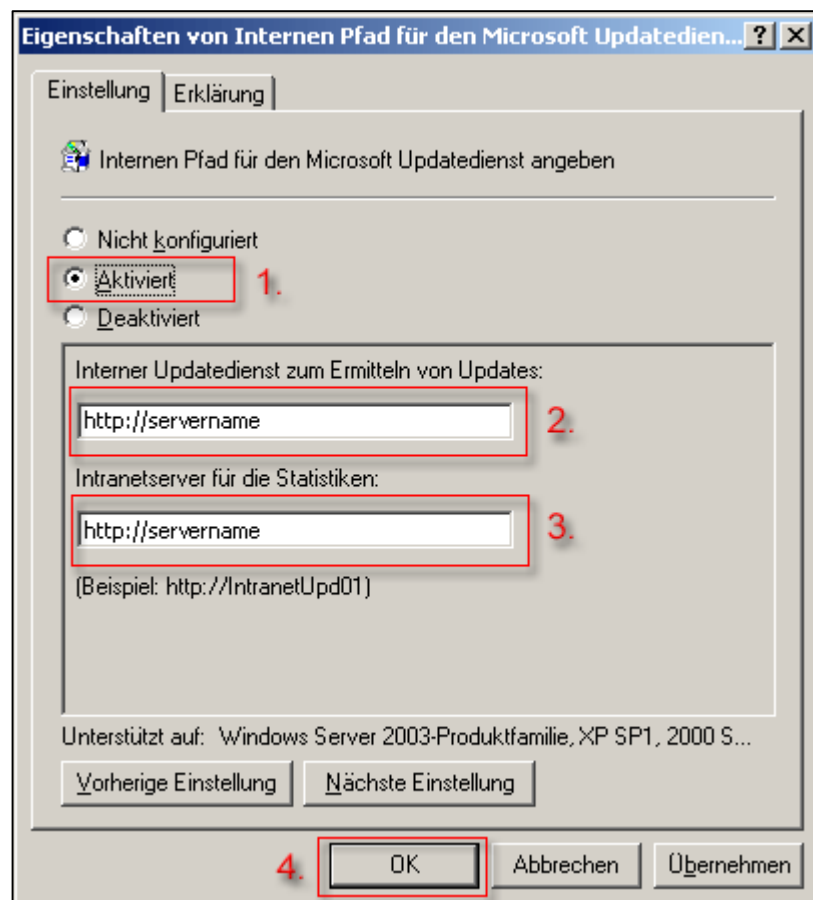 Eigenschaften von Internen Pfad für den Microsoft Updatedien... ? X
Einstellung Erklärung
Internen Pfad für den Microsoft Updatedienst angeben
Nicht konfiguriert
Aktiviert 1.
Deaktiviert
Interner Updatedienst zum Ermitteln von Updates:
http://servername 2.
Intranetserver für die Statistiken:
http://servername 3.
(Beispiel: http://IntranetUpd01)
Unterstützt auf: Windows Server 2003-Produktfamilie, XP SP1, 2000 S...
Vorherige Einstellung Nächste Einstellung
4. OK Abbrechen Übernehmen